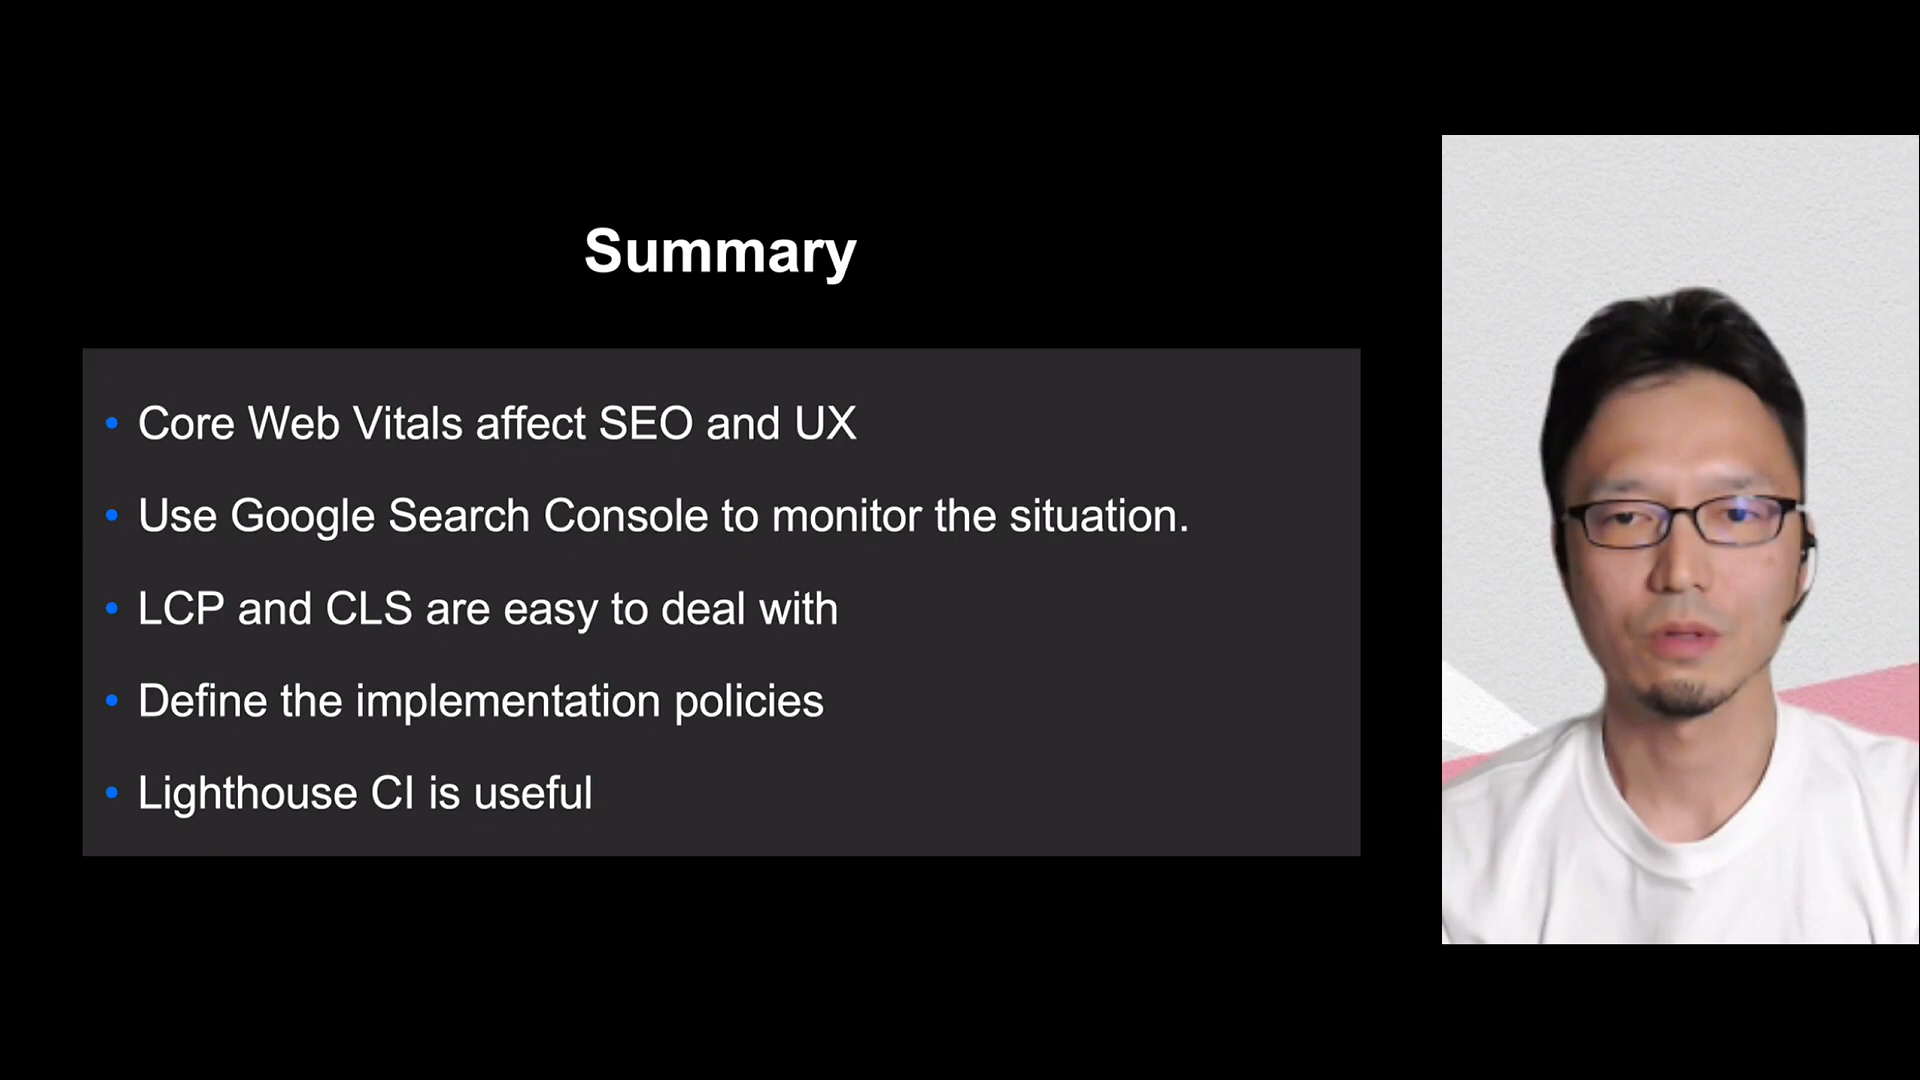 Summary
• Core Web Vitals affect SEO and UX
• Use Google Search Console to monitor the situation.
• LCP and CLS are easy to deal with
• Define the implementation policies
• Lighthouse CI is useful